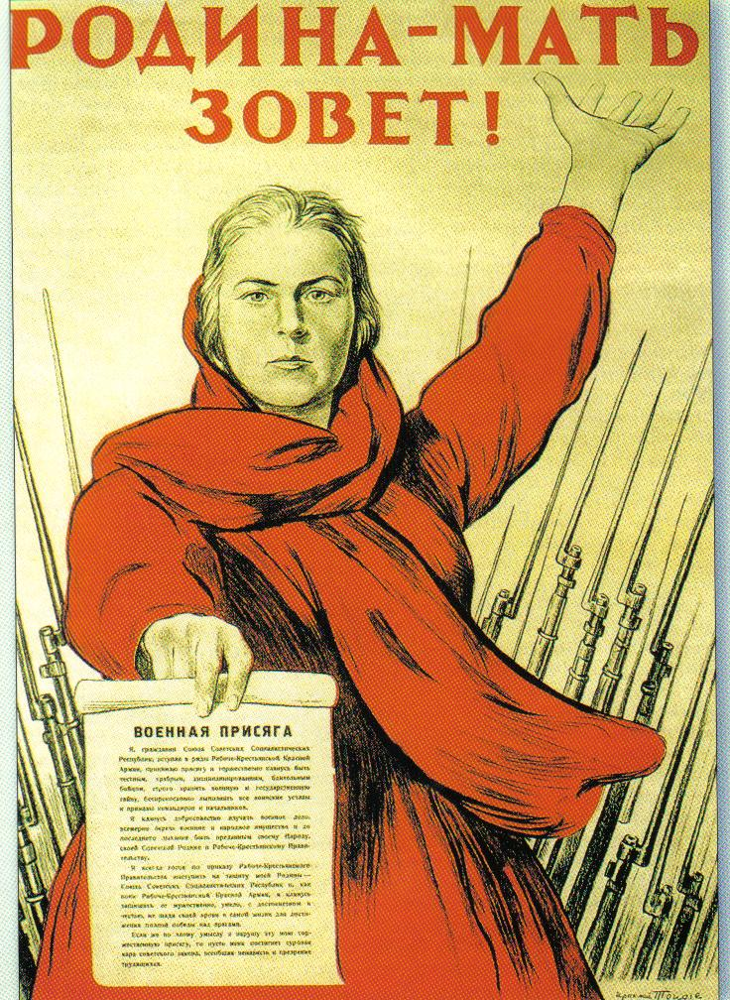 РОДИНА-МАТЬ
ЗОВЕТ!
ВОЕННАЯ ПРИСЯГА
Я, гражданин Союза Советских Социалистических
Республик, вступая в ряды Рабоче-Крестьянской Красной
Армии, принимаю присягу и торжественно клянусь быть
честным, храбрым, дисциплинированным, бдительным
бойцом, строго хранить военную и государственную
тайну, беспрекословно выполнять все воинские уставы
и приказы командиров и начальников.
Я клянусь добросовестно изучать военное дело,
всемерно беречь военное и народное имущество и до
последнего дыхания быть преданным своему Народу,
своей Советской Родине и Рабоче-Крестьянскому Прави-
тельству.
Я всегда готов по приказу Рабоче-Крестьянского
Правительства выступить на защиту моей Родины —
Союза Советских Социалистических Республик и, как
воин Рабоче-Крестьянской Красной Армии, я клянусь
защищать ее мужественно, умело, с достоинством и
честью, не щадя своей крови и самой жизни для дости-
жения полной победы над врагами.
Если же по злому умыслу я нарушу эту мою тор-
жественную присягу, то пусть меня постигнет суровая
кара советского закона, всеобщая ненависть и презрение
трудящихся.
Ираклий Тоидзе